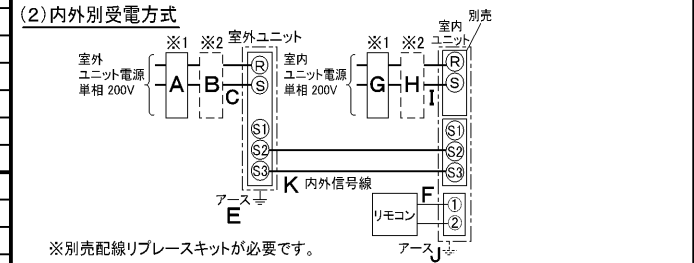 (2)内外別受電方式
別売
※1 ※2 室外ユニット
※1 ※2 室内ユニット
室外
ユニット電源
単相 200V
A B C
R
S
室内
ユニット電源
単相 200V
G H I
R
S
S1
S2
S3
S1
S2
S3
K 内外信号線
アース
E
リモコン
F
①
②
アース J
※別売配線リプレースキットが必要です。